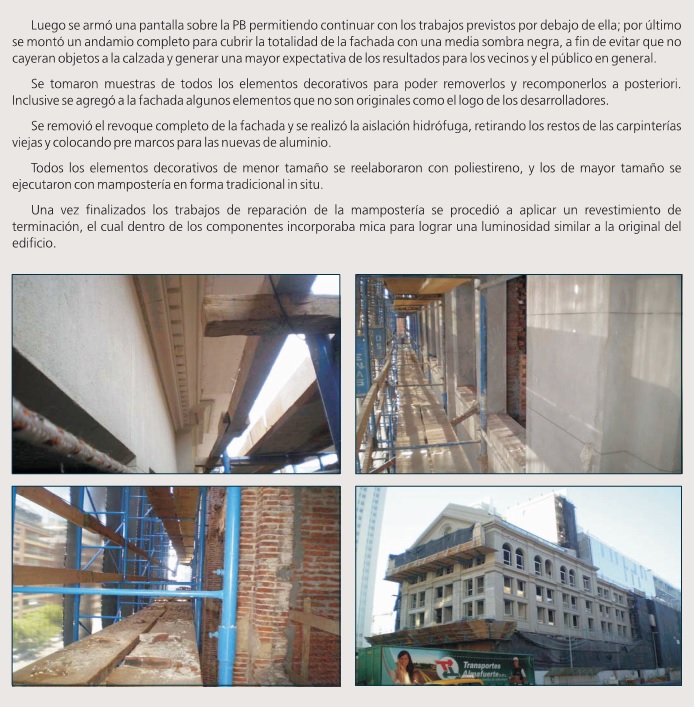 Luego se armó una pantalla sobre la PB permitiendo continuar con los trabajos previstos por debajo de ella; por último
se montó un andamio completo para cubrir la totalidad de la fachada con una media sombra negra, a fin de evitar que no
cayeran objetos a la calzada y generar una mayor expectativa de los resultados para los vecinos y el público en general.
Se tomaron muestras de todos los elementos decorativos para poder removerlos y recomponerlos a posteriori.
Inclusive se agregó a la fachada algunos elementos que no son originales como el logo de los desarrolladores.
Se removió el revoque completo de la fachada y se realizó la aislación hidrófuga, retirando los restos de las carpinterías
viejas y colocando pre marcos para las nuevas de aluminio.
Todos los elementos decorativos de menor tamaño se reelaboraron con poliestireno, y los de mayor tamaño se
ejecutaron con mampostería en forma tradicional in situ.
Una vez finalizados los trabajos de reparación de la mampostería se procedió a aplicar un revestimiento de
terminación, el cual dentro de los componentes incorporaba mica para lograr una luminosidad similar a la original del
edificio.
Transportes
Almafuerte